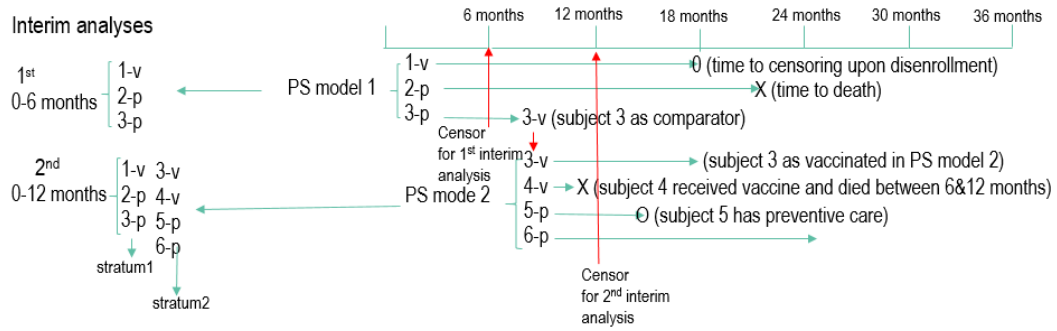 Interim analyses
6 months 12 months 18 months 24 months 30 months 36 months
1st
0-6 months
1-v
2-p
3-p
PS model 1
1-v
2-p
3-p
0 (time to censoring upon disenrollment)
X (time to death)
3-v (subject 3 as comparator)
Censor
for 1st interim
analysis
2nd
0-12 months
1-v 3-v
2-p 4-v
3-p 5-p
6-p
stratum1
stratum2
PS mode 2
3-v
4-v
5-p
6-p
(subject 3 as vaccinated in PS model 2)
X (subject 4 received vaccine and died between 6&12 months)
O (subject 5 has preventive care)
Censor
for 2nd interim
analysis